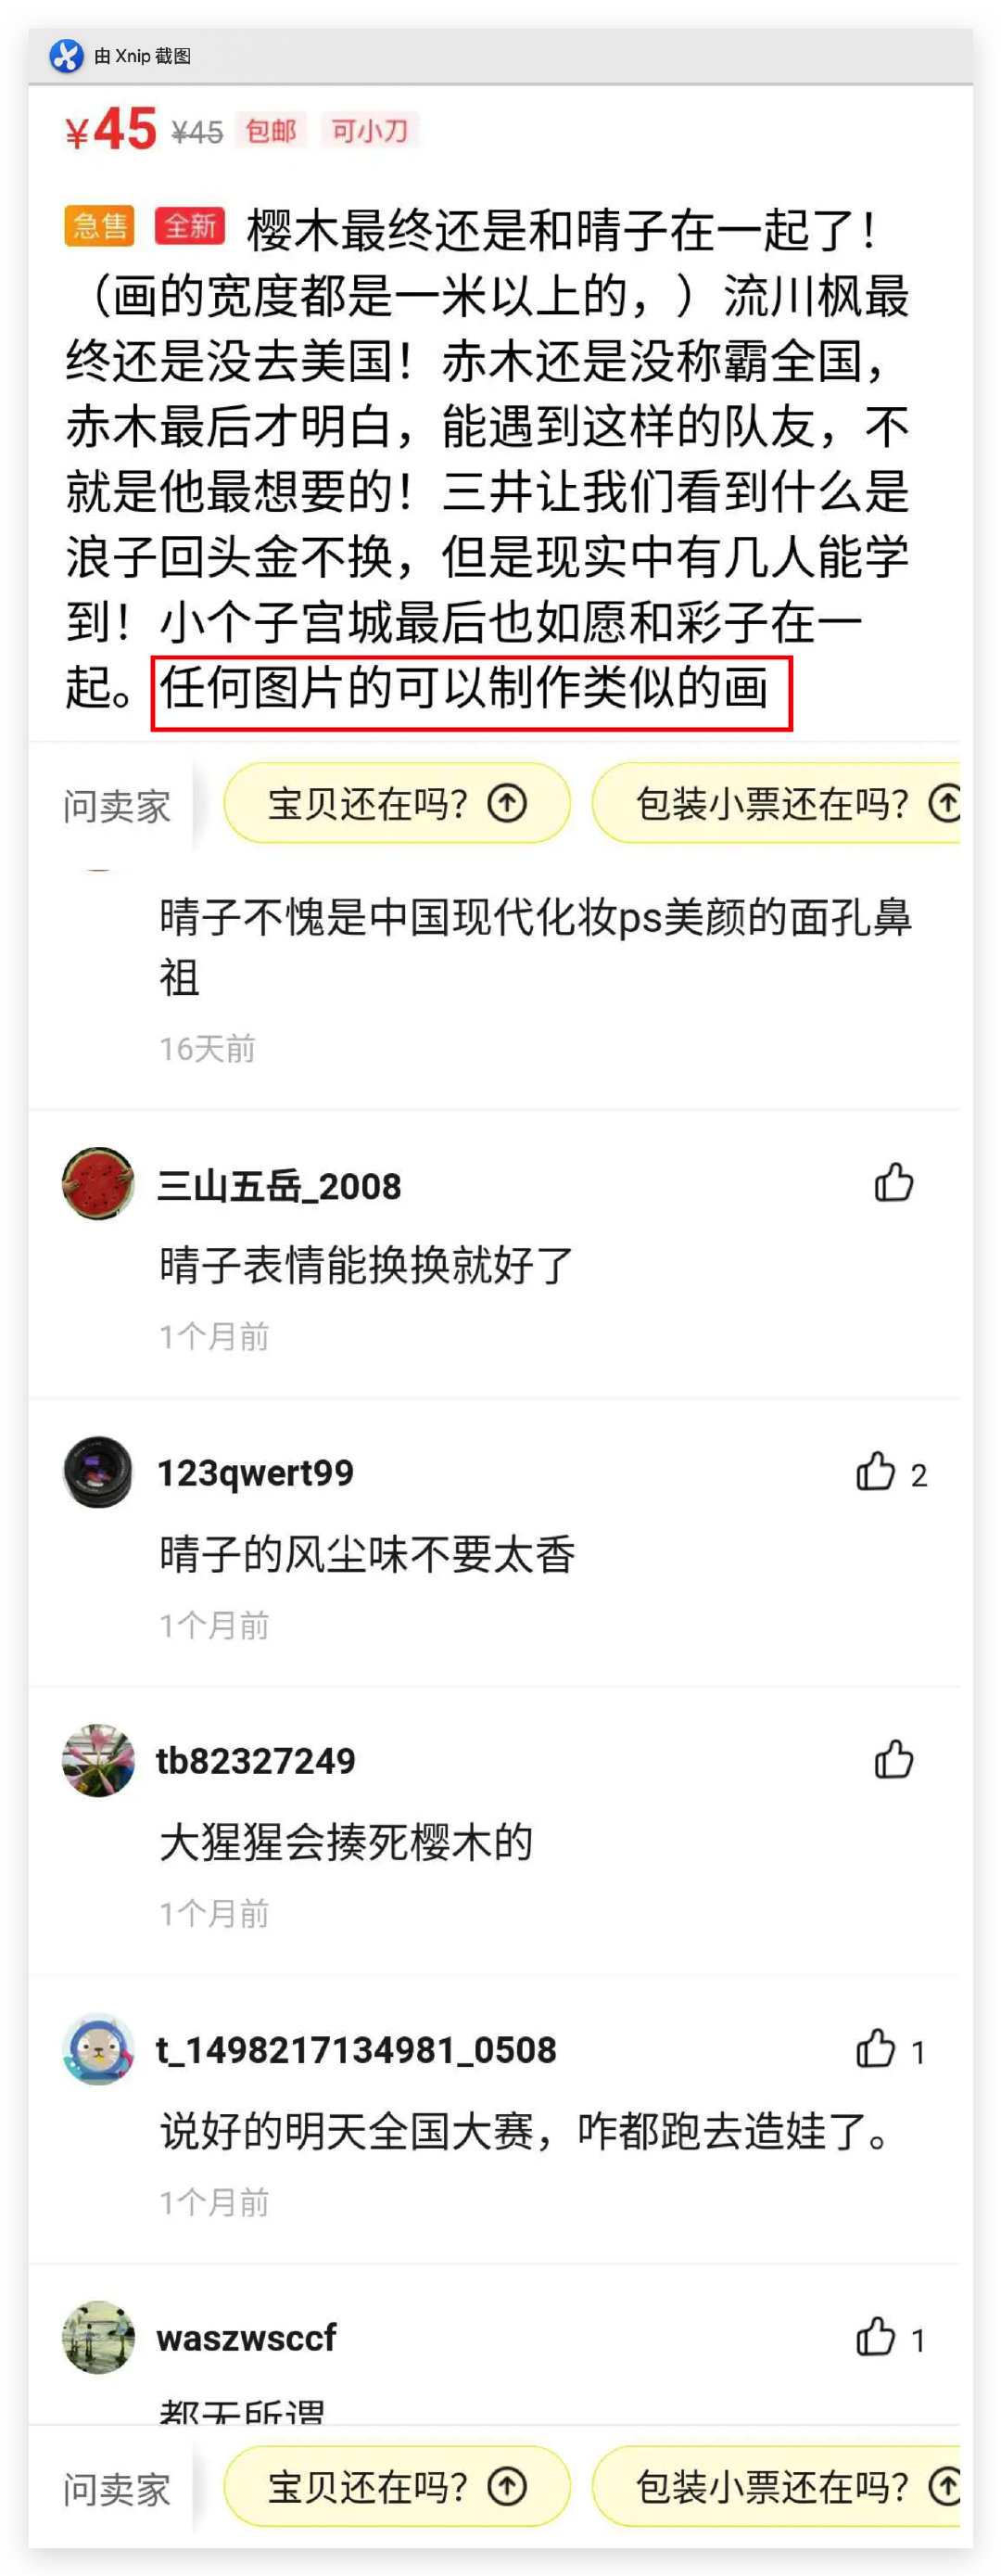 由 Xnip 截图
¥45 ¥45 包邮 可小刀
急售 全新 樱木最终还是和晴子在一起了!
（画的宽度都是一米以上的，）流川枫最
终还是没去美国！赤木还是没称霸全国，
赤木最后才明白，能遇到这样的队友，不
就是他最想要的！三井让我们看到什么是
浪子回头金不换，但是现实中有几人能学
到！小个子宫城最后也如愿和彩子在一
起。任何图片的可以制作类似的画
问卖家 宝贝还在吗？ 包装小票还在吗？
晴子不愧是中国现代化妆ps美颜的面孔鼻
祖
16天前
三山五岳_2008
晴子表情能换换就好了
1个月前
123qwert99 2
晴子的风尘味不要太香
1个月前
tb82327249
大猩猩会揍死樱木的
1个月前
t_1498217134981_0508 1
说好的明天全国大赛，咋都跑去造娃了。
1个月前
waszwsccf 1
都无所谓
问卖家 宝贝还在吗？ 包装小票还在吗？